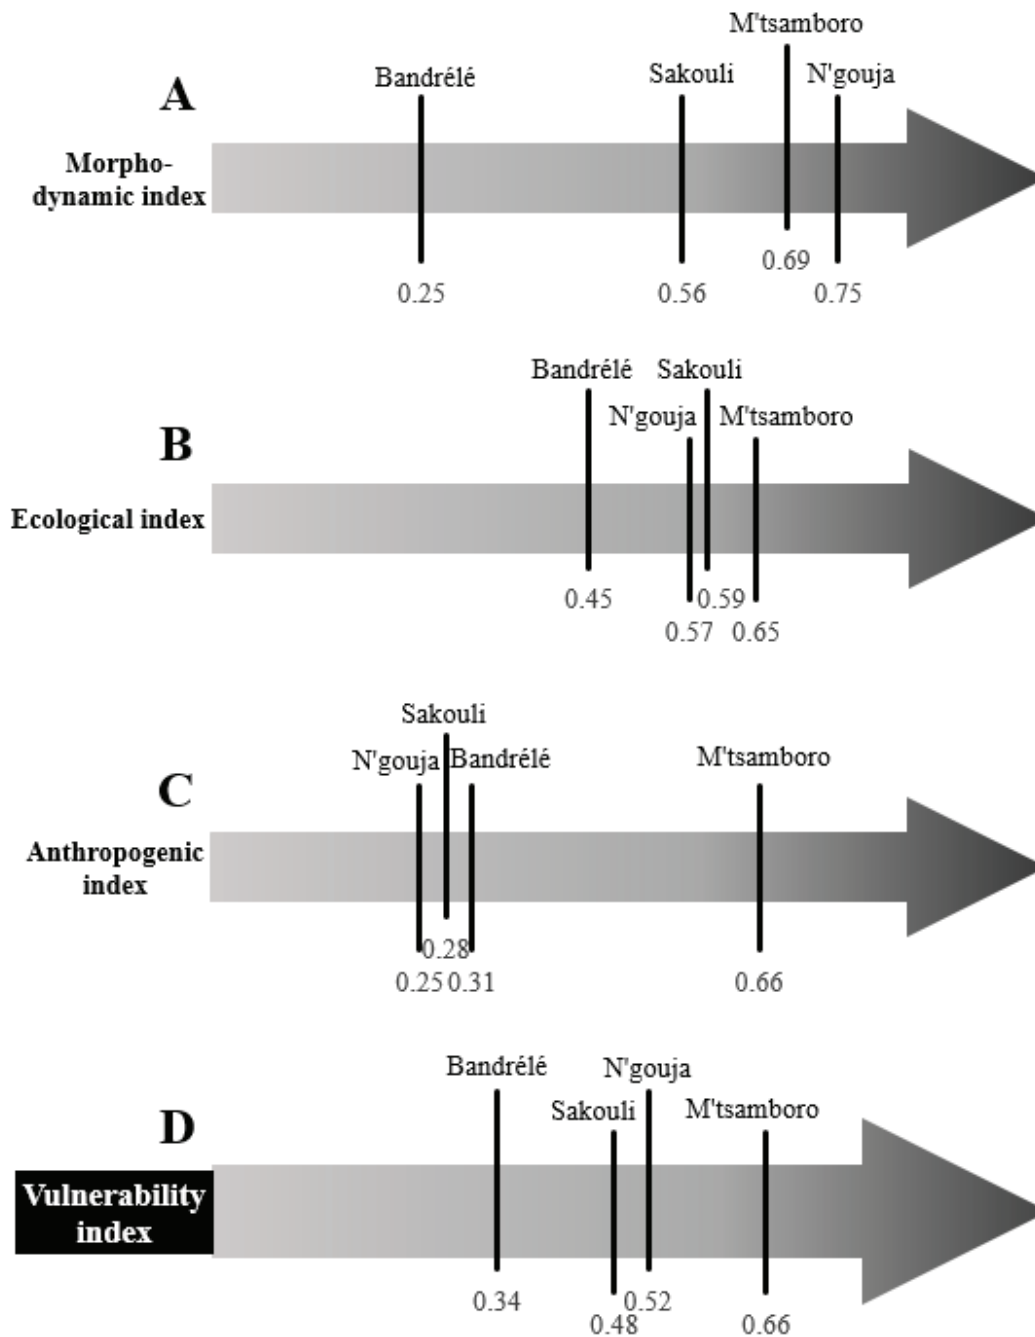 M'tsamboro
Bandrélé
Sakouli
N'gouja
A
Morpho-
dynamic index
0.69
0.25
0.56
0.75
Bandrélé
Sakouli
N'gouja
M'tsamboro
B
Ecological index
0.45
0.59
0.57
0.65
Sakouli
N'gouja
Bandrélé
M'tsamboro
C
Anthropogenic
index
0.28
0.25
0.31
0.66
Bandrélé
N'gouja
Sakouli
M'tsamboro
D
Vulnerability
index
0.34
0.52
0.48
0.66